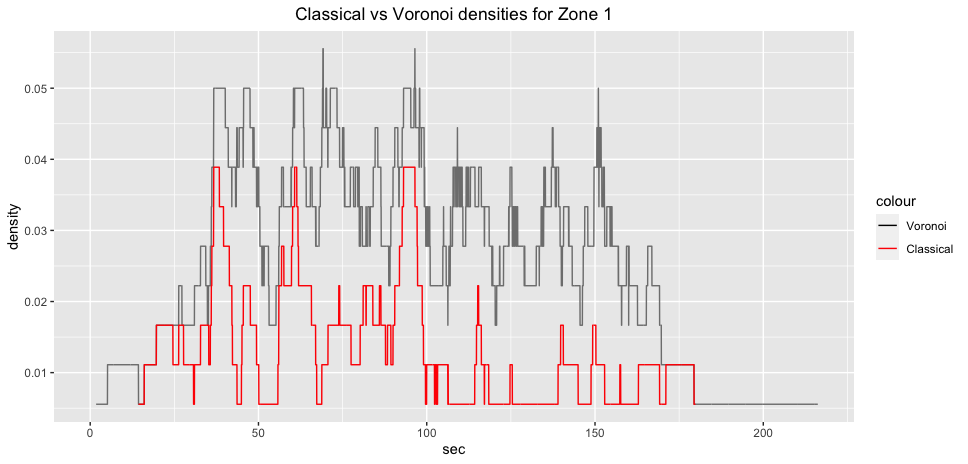 Classical vs Voronoi densities for Zone 1
density
0.05
0.04
0.03
0.02
0.01
0
50
100
150
200
sec
colour
Voronoi
Classical